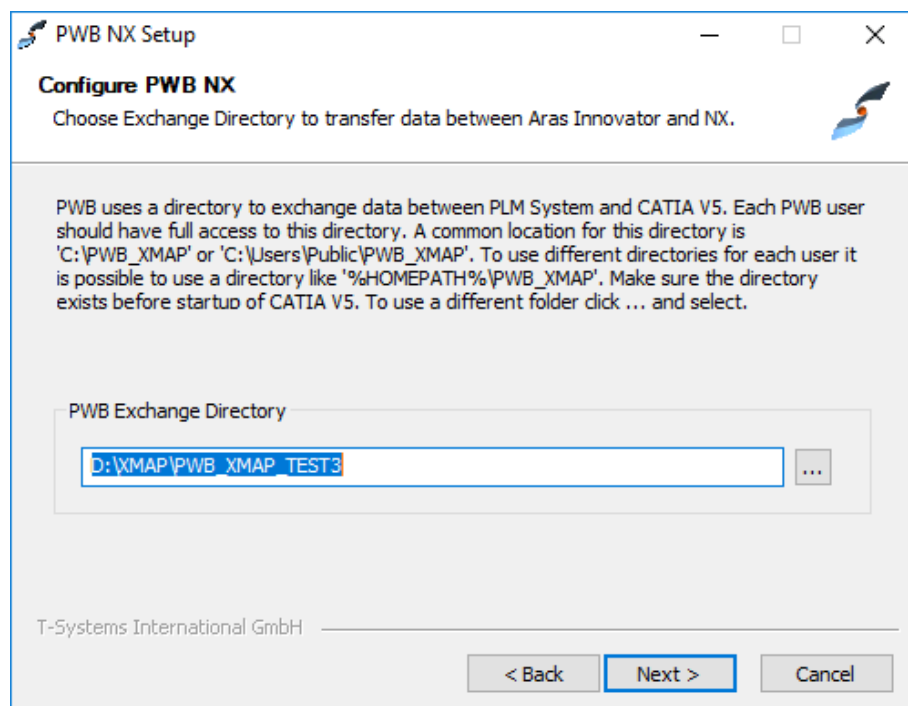 PWB NX Setup
Configure PWB NX
Choose Exchange Directory to transfer data between Aras Innovator and NX.
PWB uses a directory to exchange data between PLM System and CATIA V5. Each PWB user
should have full access to this directory. A common location for this directory is
'C:\PWB_XMAP' or 'C:\Users\Public\PWB_XMAP'. To use different directories for each user it
is possible to use a directory like '%HOMEPATH%\PWB_XMAP'. Make sure the directory
exists before startup of CATIA V5. To use a different folder click ... and select.
PWB Exchange Directory
D:\XMAP\PWB_XMAP_TEST3
...
T-Systems International GmbH
< Back
Next >
Cancel